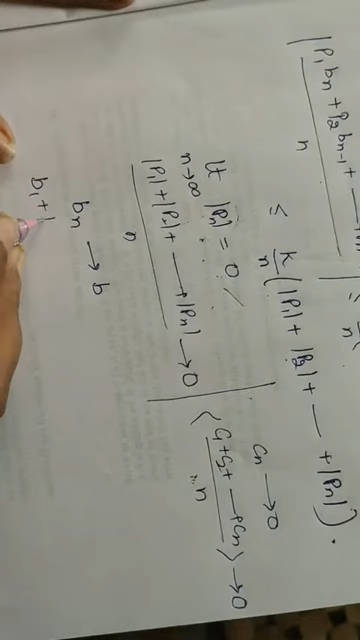 |P₁bₙ + P₂bₙ₋₁ +
n
≤ K/n (|P₁| + |P₂| + — + |Pₙ|).
lt n→∞ |Pₙ| = 0
(|P₁| + |P₂| + — + |Pₙ|)/n → 0
cₙ → 0
⟨(c₁ + c₂ + — + cₙ)/n⟩ → 0
bₙ → b
b₁ +